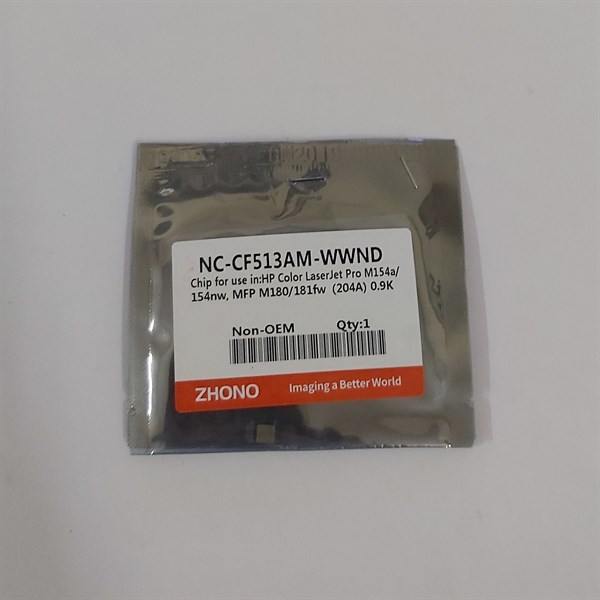 NC-CF513AM-WWND
Chip for use in:HP Color LaserJet Pro M154a/
154nw, MFP M180/181fw (204A) 0.9K
Non-OEM Qty:1
ZHONO Imaging a Better World